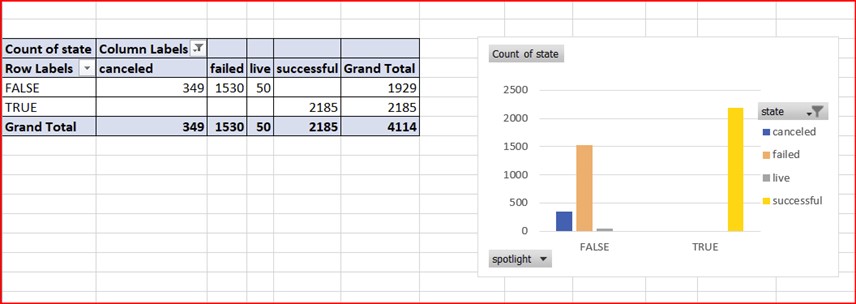 Count of state Column Labels
Row Labels canceled failed live successful Grand Total
FALSE 349 1530 50 1929
TRUE 2185 2185
Grand Total 349 1530 50 2185 4114
Count of state
2500
2000
1500
1000
500
0
FALSE TRUE
state
canceled
failed
live
successful
spotlight